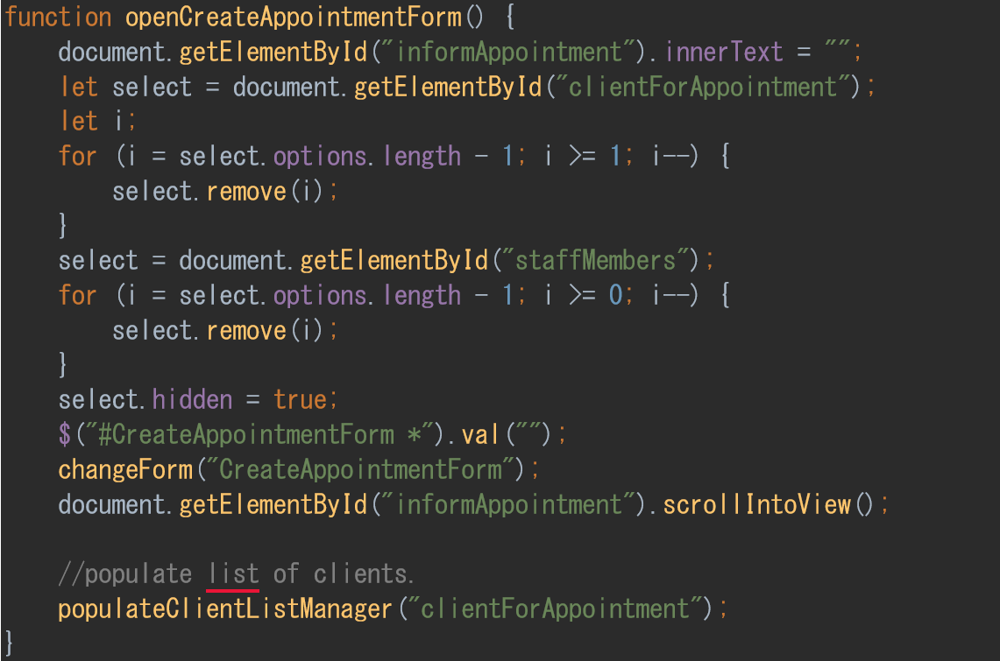 function openCreateAppointmentForm() {
    document.getElementById("informAppointment").innerText = "";
    let select = document.getElementById("clientForAppointment");
    let i;
    for (i = select.options.length - 1; i >= 1; i--) {
        select.remove(i);
    }
    select = document.getElementById("staffMembers");
    for (i = select.options.length - 1; i >= 0; i--) {
        select.remove(i);
    }
    select.hidden = true;
    $("#CreateAppointmentForm *").val("");
    changeForm("CreateAppointmentForm");
    document.getElementById("informAppointment").scrollIntoView();

    //populate list of clients.
    populateClientListManager("clientForAppointment");
}